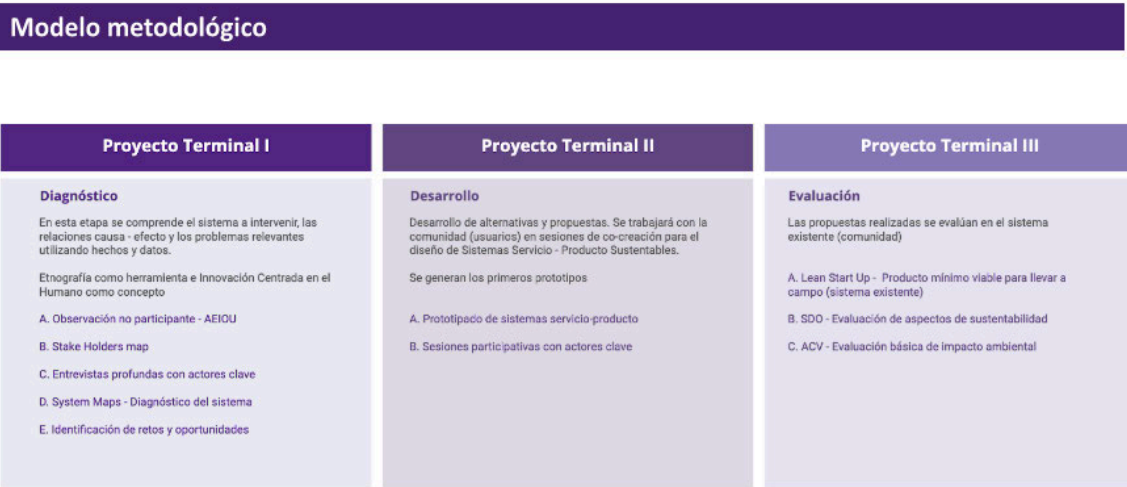 Modelo metodológico
Proyecto Terminal I
Diagnóstico
En esta etapa se comprende el sistema a intervenir, las
relaciones causa - efecto y los problemas relevantes
utilizando hechos y datos.
Etnografía como herramienta e Innovación Centrada en el
Humano como concepto
A. Observación no participante - AEIOU
B. Stake Holders map
C. Entrevistas profundas con actores clave
D. System Maps - Diagnóstico del sistema
E. Identificación de retos y oportunidades
Proyecto Terminal II
Desarrollo
Desarrollo de alternativas y propuestas. Se trabajará con la
comunidad (usuarios) en sesiones de co-creación para el
diseño de Sistemas Servicio - Producto Sustentables.
Se generan los primeros prototipos
A. Prototipado de sistemas servicio-producto
B. Sesiones participativas con actores clave
Proyecto Terminal III
Evaluación
Las propuestas realizadas se evalúan en el sistema
existente (comunidad)
A. Lean Start Up - Producto mínimo viable para llevar a
campo (sistema existente)
B. SDO - Evaluación de aspectos de sustentabilidad
C. ACV - Evaluación básica de impacto ambiental